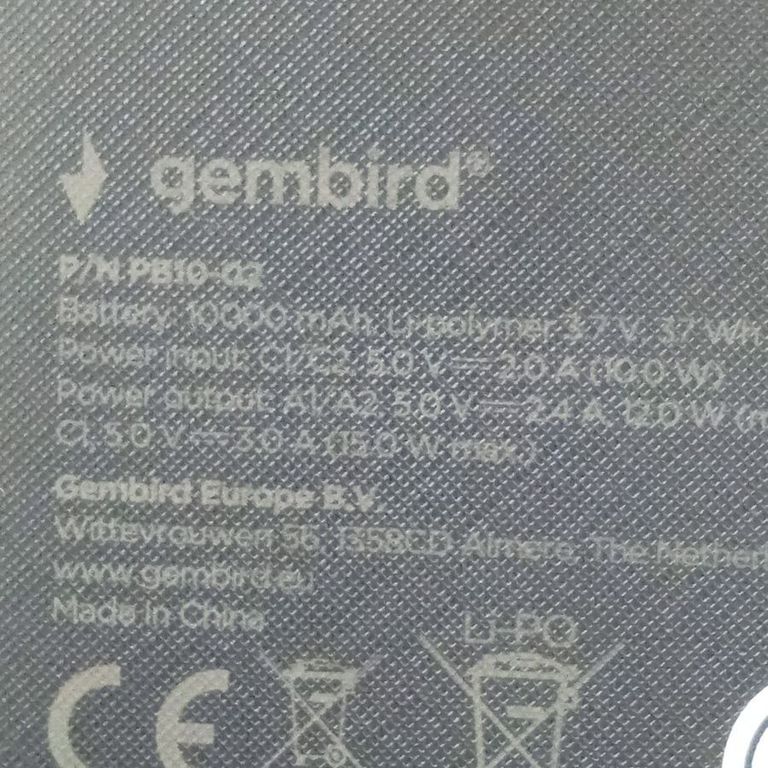 gembird®
P/N PB10-02
Battery: 10000 mAh, Li-polymer 3.7 V, 37 Wh
Power input: C1/C2, 5.0 V⎓2.0 A (10.0 W)
Power output: A1/A2, 5.0 V⎓2.4 A, 12.0 W (m
C1, 5.0 V⎓3.0 A (15.0 W max.)
Gembird Europe B.V.
Wittevrouwen 56, 1358CD Almere, The Netherl
www.gembird.eu
Made in China
Li-PO
CE